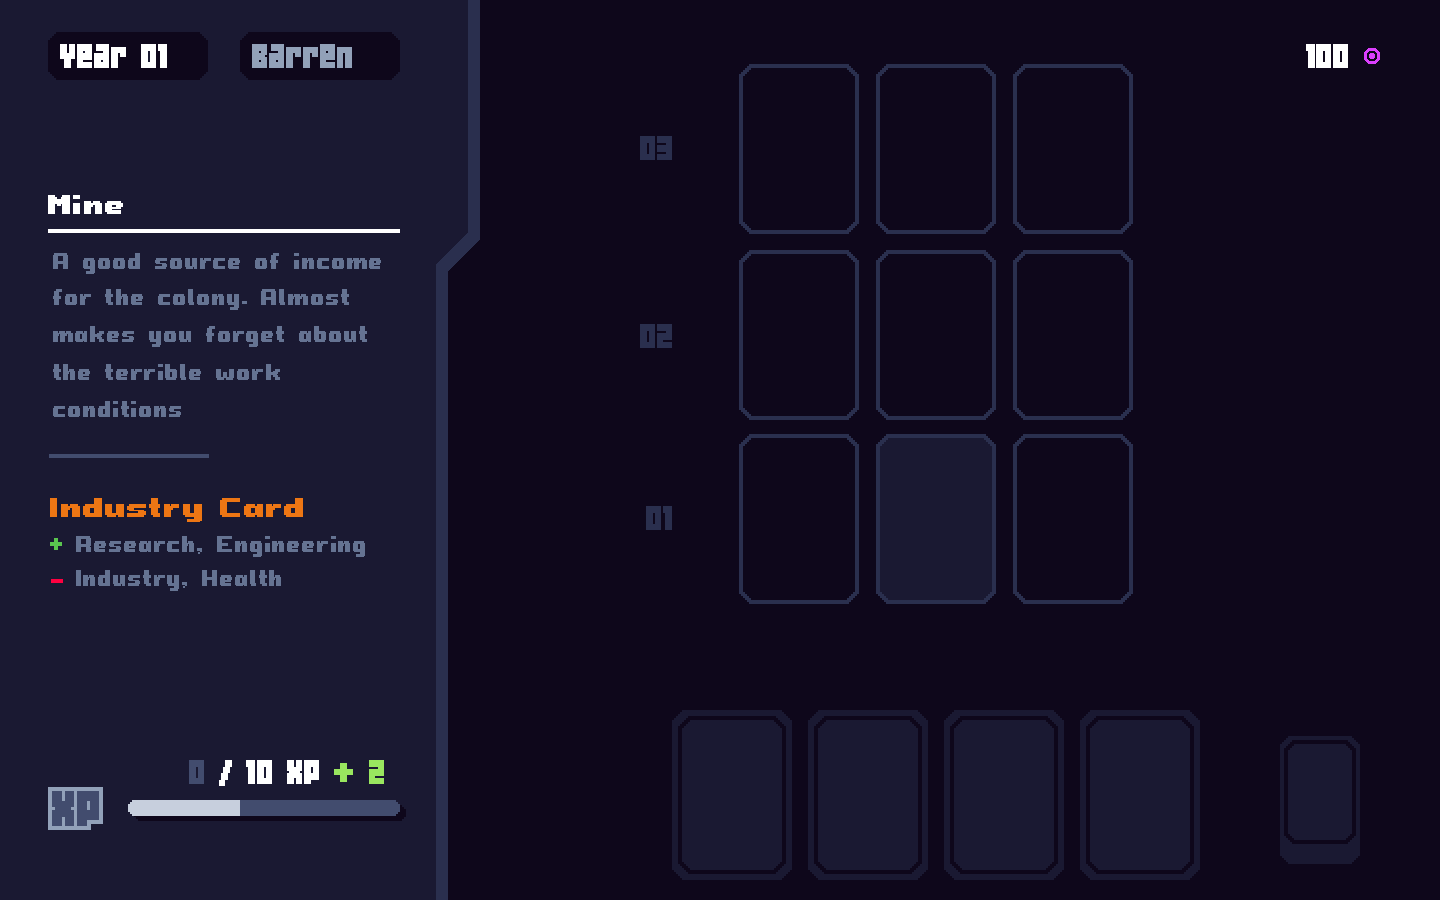 Year 01
Barren
100
03
Mine
A good source of income
for the colony. Almost
makes you forget about
the terrible work
conditions
02
Industry Card
+ Research, Engineering
- Industry, Health
01
0 / 10 XP + 2
XP